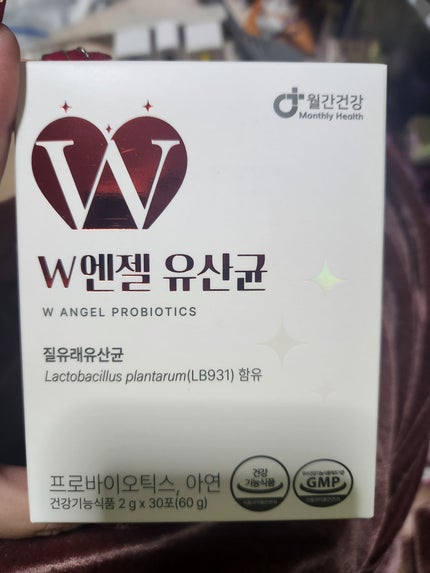 월간건강
Monthly Health
W
W엔젤 유산균
W ANGEL PROBIOTICS
질유래유산균
Lactobacillus plantarum(LB931) 함유
프로바이오틱스, 아연
건강기능식품 2 g x 30포(60 g)
건강
기능식품
GMP